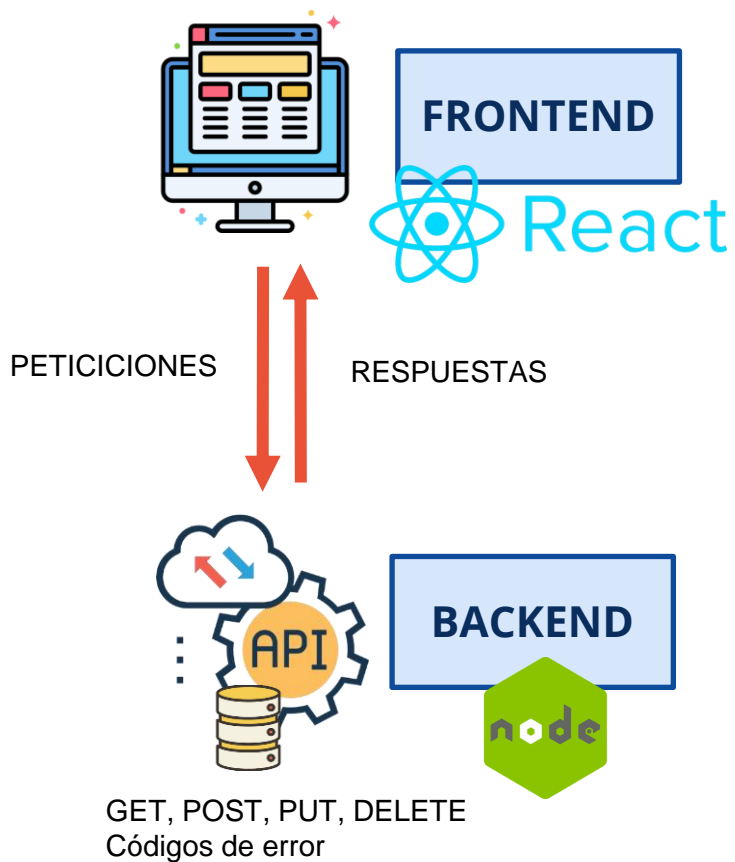 FRONTEND
React
PETICICIONES
RESPUESTAS
API
BACKEND
node
GET, POST, PUT, DELETE
Códigos de error